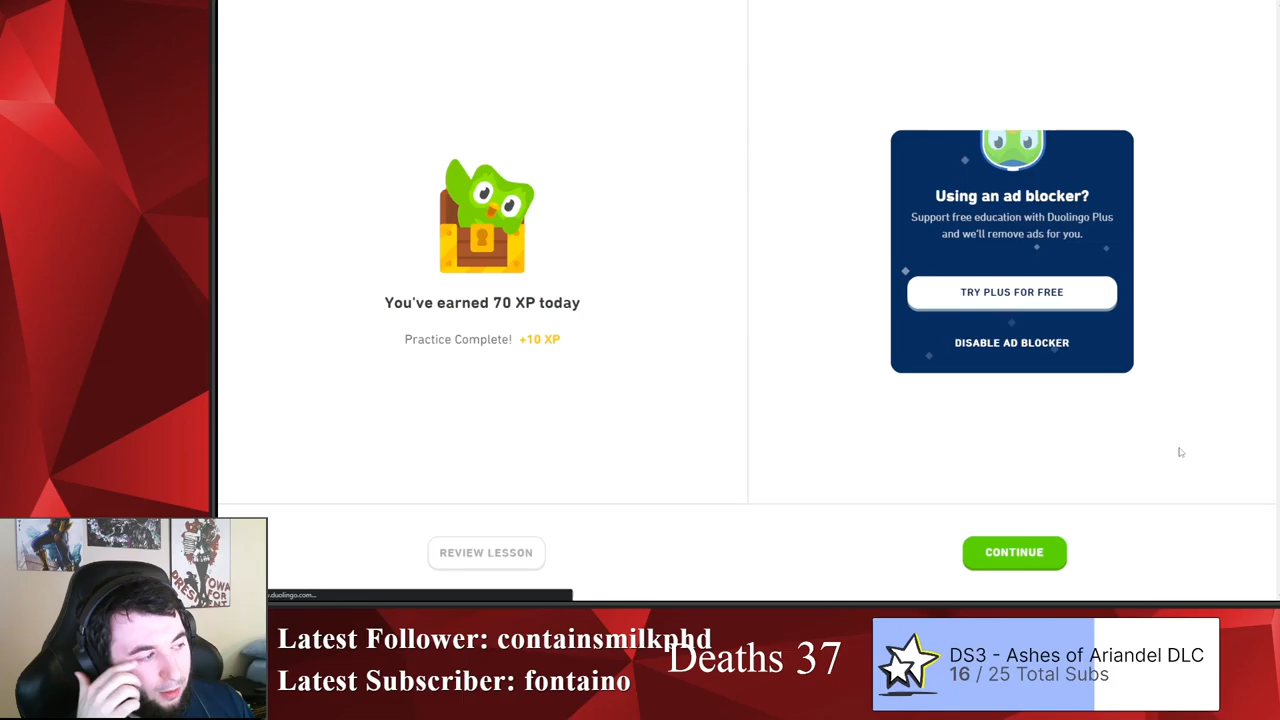 You've earned 70 XP today
Practice Complete! +10 XP
Using an ad blocker?
Support free education with Duolingo Plus
and we'll remove ads for you.
TRY PLUS FOR FREE
DISABLE AD BLOCKER
REVIEW LESSON
CONTINUE
.duolingo.com...
Latest Follower: containsmilkphd
Latest Subscriber: fontaino
Deaths 37
DS3 - Ashes of Ariandel DLC
16 / 25 Total Subs